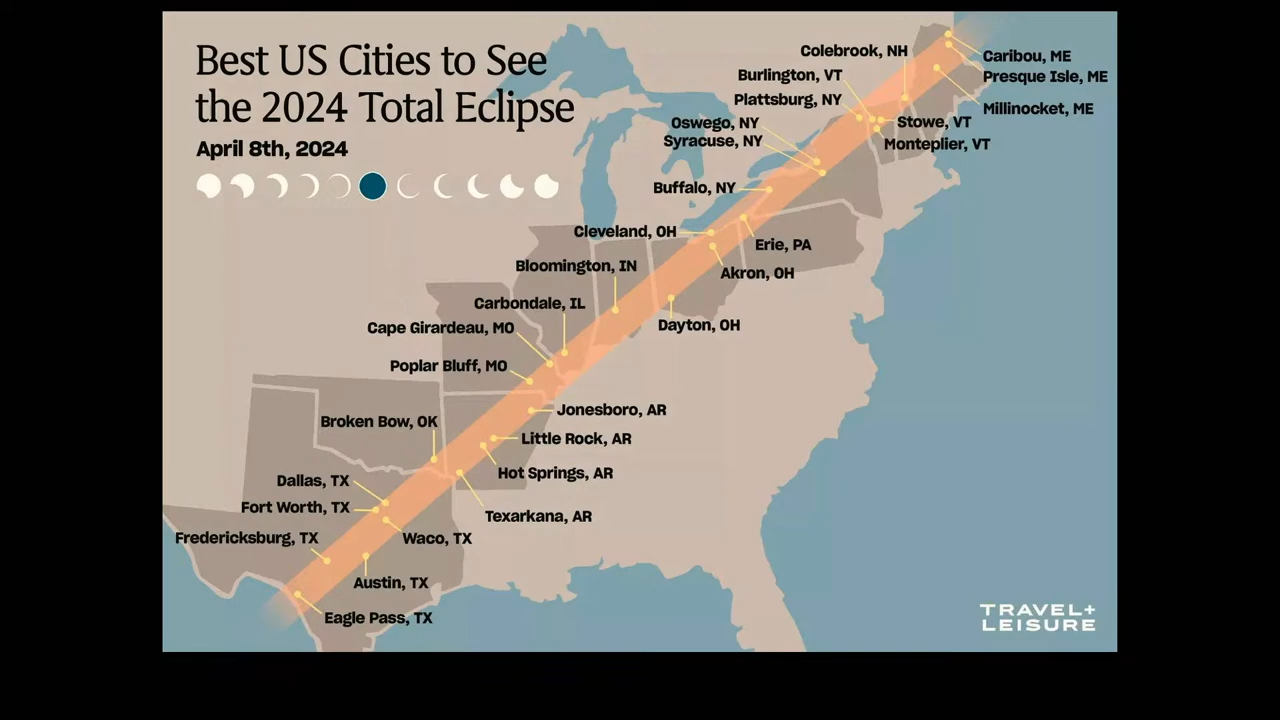 Best US Cities to See
the 2024 Total Eclipse
April 8th, 2024
Colebrook, NH
Burlington, VT
Plattsburg, NY
Oswego, NY
Syracuse, NY
Buffalo, NY
Cleveland, OH
Bloomington, IN
Carbondale, IL
Cape Girardeau, MO
Poplar Bluff, MO
Broken Bow, OK
Dallas, TX
Fort Worth, TX
Fredericksburg, TX
Caribou, ME
Presque Isle, ME
Millinocket, ME
Stowe, VT
Monteplier, VT
Erie, PA
Akron, OH
Dayton, OH
Jonesboro, AR
Little Rock, AR
Hot Springs, AR
Texarkana, AR
Waco, TX
Austin, TX
Eagle Pass, TX
TRAVEL+
LEISURE